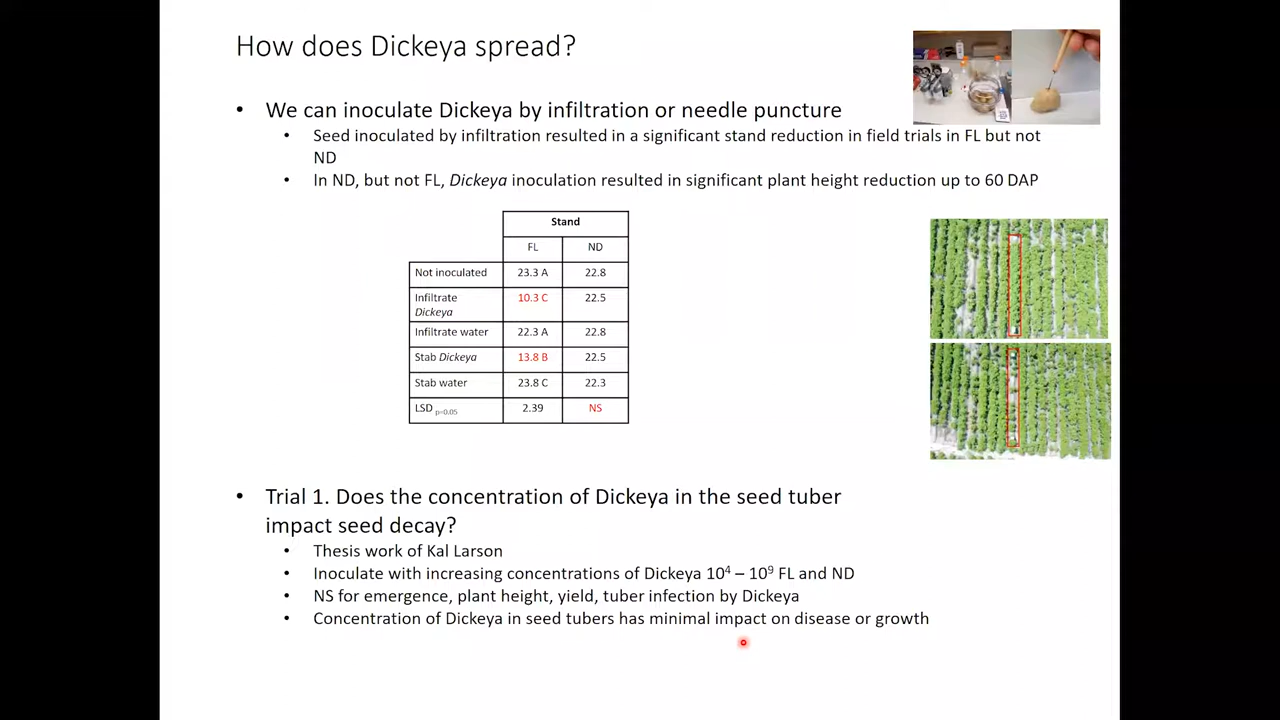 How does Dickeya spread?
• We can inoculate Dickeya by infiltration or needle puncture
• Seed inoculated by infiltration resulted in a significant stand reduction in field trials in FL but not
ND
• In ND, but not FL, Dickeya inoculation resulted in significant plant height reduction up to 60 DAP
Stand
FL ND
Not inoculated 23.3 A 22.8
Infiltrate
Dickeya 10.3 C 22.5
Infiltrate water 22.3 A 22.8
Stab Dickeya 13.8 B 22.5
Stab water 23.8 C 22.3
LSD p=0.05 2.39 NS
• Trial 1. Does the concentration of Dickeya in the seed tuber
impact seed decay?
• Thesis work of Kal Larson
• Inoculate with increasing concentrations of Dickeya 10⁴ – 10⁹ FL and ND
• NS for emergence, plant height, yield, tuber infection by Dickeya
• Concentration of Dickeya in seed tubers has minimal impact on disease or growth